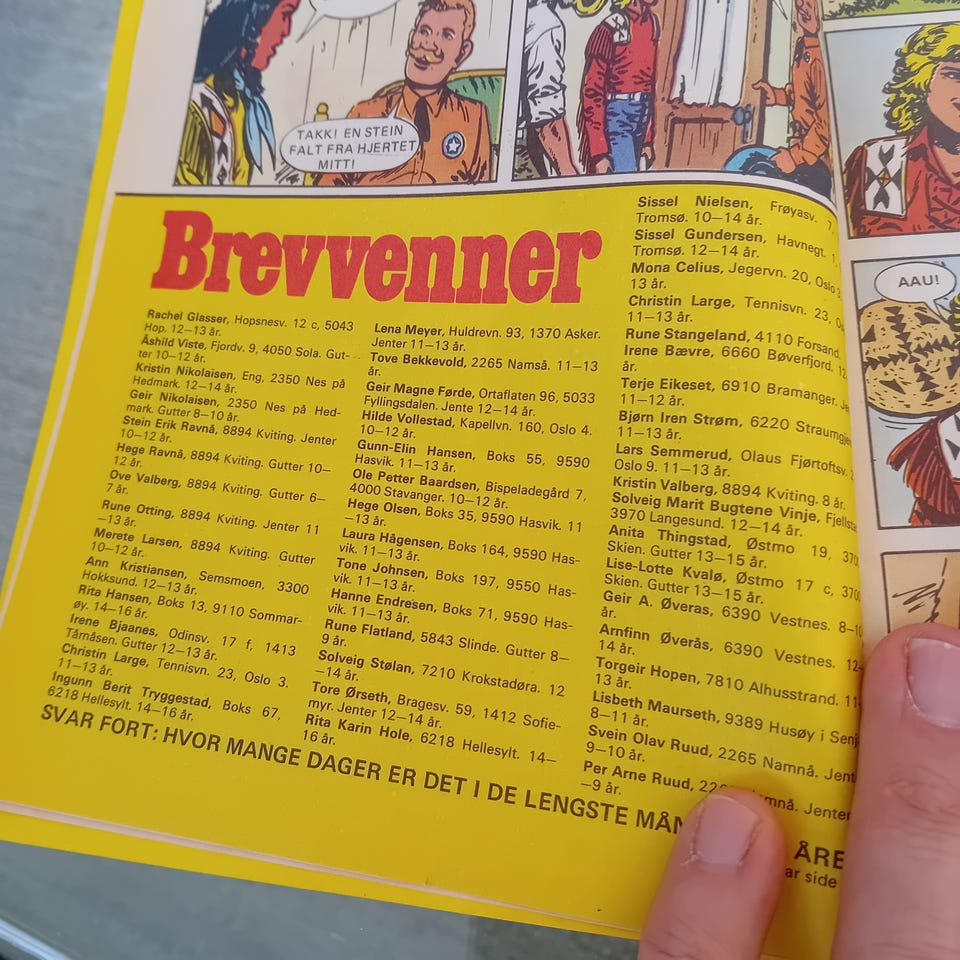 TAKK! EN STEIN
FALT FRA HJERTET
MITT!
AAU!
Brevvenner
Rachel Glasser, Hopsnesv. 12 c, 5043
Hop. 12—13 år.
Åshild Viste, Fjordv. 9, 4050 Sola. Gut-
ter 10—12 år.
Kristin Nikolaisen, Eng, 2350 Nes på
Hedmark. 12—14 år.
Geir Nikolaisen, 2350 Nes på Hed-
mark. Gutter 8—10 år.
Stein Erik Ravnå, 8894 Kviting. Jenter
10—12 år.
Hege Ravnå, 8894 Kviting. Gutter 10—
12 år.
Ove Valberg, 8894 Kviting. Gutter 6—
7 år.
Rune Otting, 8894 Kviting. Jenter 11
—13 år.
Merete Larsen, 8894 Kviting. Gutter
10—12 år.
Ann Kristiansen, Semsmoen, 3300
Hokksund. 12—13 år.
Rita Hansen, Boks 13, 9110 Sommar-
øy. 14—16 år.
Irene Bjaanes, Odinsv. 17 f, 1413
Tårnåsen. Gutter 12—13 år.
Christin Large, Tennisvn. 23, Oslo 3.
11—13 år.
Ingunn Berit Tryggestad, Boks 67,
6218 Hellesylt. 14—16 år.
Lena Meyer, Huldrevn. 93, 1370 Asker.
Jenter 11—13 år.
Tove Bekkevold, 2265 Namså. 11—13
år.
Geir Magne Førde, Ortaflaten 96, 5033
Fyllingsdalen. Jente 12—14 år.
Hilde Vollestad, Kapellvn. 160, Oslo 4.
10—12 år.
Gunn-Elin Hansen, Boks 55, 9590
Hasvik. 11—13 år.
Ole Petter Baardsen, Bispeladegård 7,
4000 Stavanger. 10—12 år.
Hege Olsen, Boks 35, 9590 Hasvik. 11
—13 år.
Laura Hågensen, Boks 164, 9590 Has-
vik. 11—13 år.
Tone Johnsen, Boks 197, 9550 Has-
vik. 11—13 år.
Hanne Endresen, Boks 71, 9590 Has-
vik. 11—13 år.
Rune Flatland, 5843 Slinde. Gutter 8—
9 år.
Solveig Stølan, 7210 Krokstadøra. 12
—14 år.
Tore Ørseth, Bragesv. 59, 1412 Sofie-
myr. Jenter 12—14 år.
Rita Karin Hole, 6218 Hellesylt. 14—
16 år.
Sissel Nielsen, Frøyasv. 7,
Tromsø. 10—14 år.
Sissel Gundersen, Havnegt. 1,
Tromsø. 12—14 år.
Mona Celius, Jegervn. 20, Oslo
13 år.
Christin Large, Tennisvn. 23,
11—13 år.
Rune Stangeland, 4110 Forsand.
Irene Bævre, 6660 Bøverfjord. 12
år.
Terje Eikeset, 6910 Bramanger.
11—12 år.
Bjørn Iren Strøm, 6220
11—13 år.
Lars Semmerud, Olaus Fjørtoftsv.
Oslo 9. 11—13 år.
Kristin Valberg, 8894 Kviting. 8 år.
Solveig Marit Bugtene Vinje,
3970 Langesund. 12—14 år.
Anita Thingstad, Østmo 19,
Skien. Gutter 13—15 år.
Lise-Lotte Kvalø, Østmo 17 c,
Skien. Gutter 13—15 år.
Geir A. Øveras, 6390 Vestnes. 8—10
år.
Arnfinn Øverås, 6390 Vestnes. 12—
14 år.
Torgeir Hopen, 7810 Alhusstrand. 11—
13 år.
Lisbeth Maurseth, 9389 Husøy i
8—11 år.
Svein Olav Ruud, 2265 Namnå.
9—10 år.
Per Arne Ruud, Jenter
—9 år.
SVAR FORT: HVOR MANGE DAGER ER DET I DE LENGSTE
side